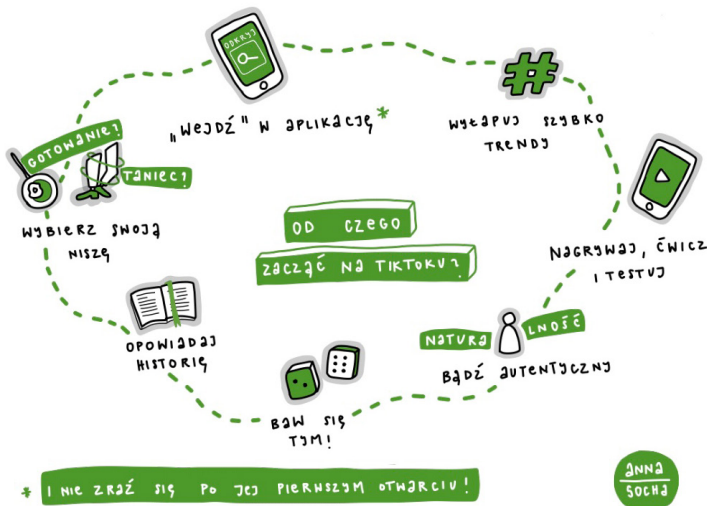 OD CZEGO
ZACZĄĆ NA TIKTOKU?
ODKRYJ
„WEJDŹ" W APLIKACJĘ*
#
WYŁAPUJ SZYBKO
TRENDY
NAGRYWAJ, ĆWICZ
I TESTUJ
NATURALNOŚĆ
BĄDŹ AUTENTYCZNY
BAW SIĘ
TYM!
OPOWIADAJ
HISTORIĘ
GOTOWANIE?
TANIEC?
WYBIERZ SWOJĄ
NISZĘ
* I NIE ZRAŹ SIĘ PO JEJ PIERWSZYM OTWARCIU!
ANNA
SOCHA